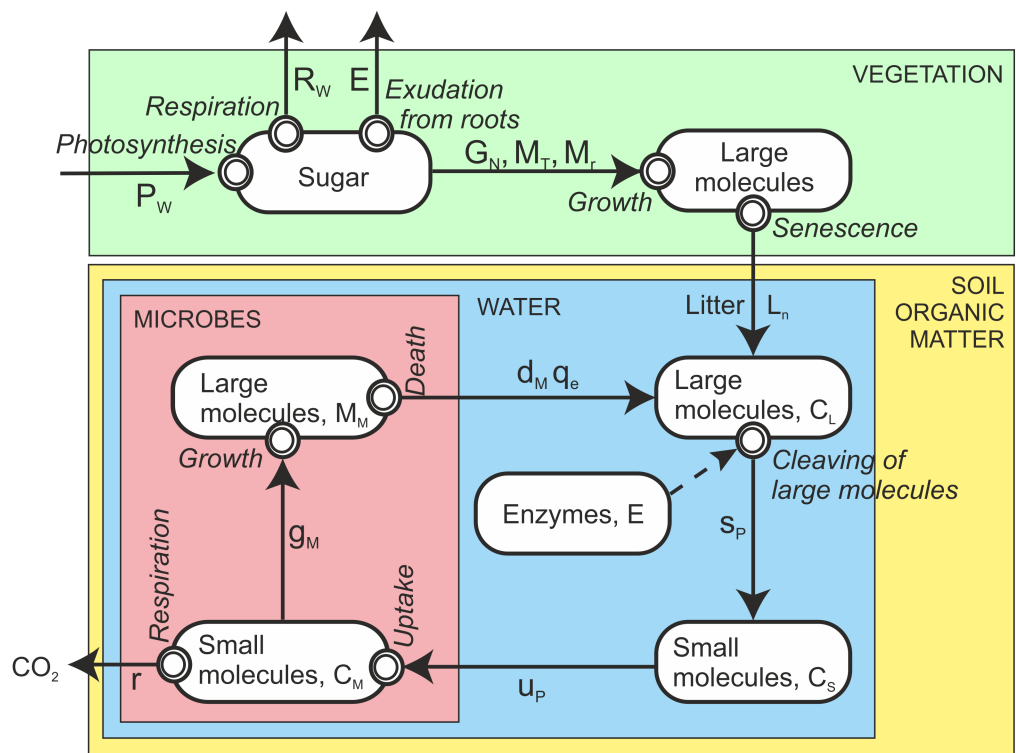 VEGETATION
R_W
E
Respiration
Exudation
from roots
Photosynthesis
P_W
Sugar
G_N, M_T, M_r
Growth
Large
molecules
Senescence
SOIL
ORGANIC
MATTER
WATER
MICROBES
Litter L_n
Large
molecules, M_M
Death
d_M q_e
Large
molecules, C_L
Growth
Cleaving of
large molecules
Enzymes, E
g_M
s_P
Respiration
Uptake
Small
molecules, C_M
Small
molecules, C_S
CO_2
r
u_P